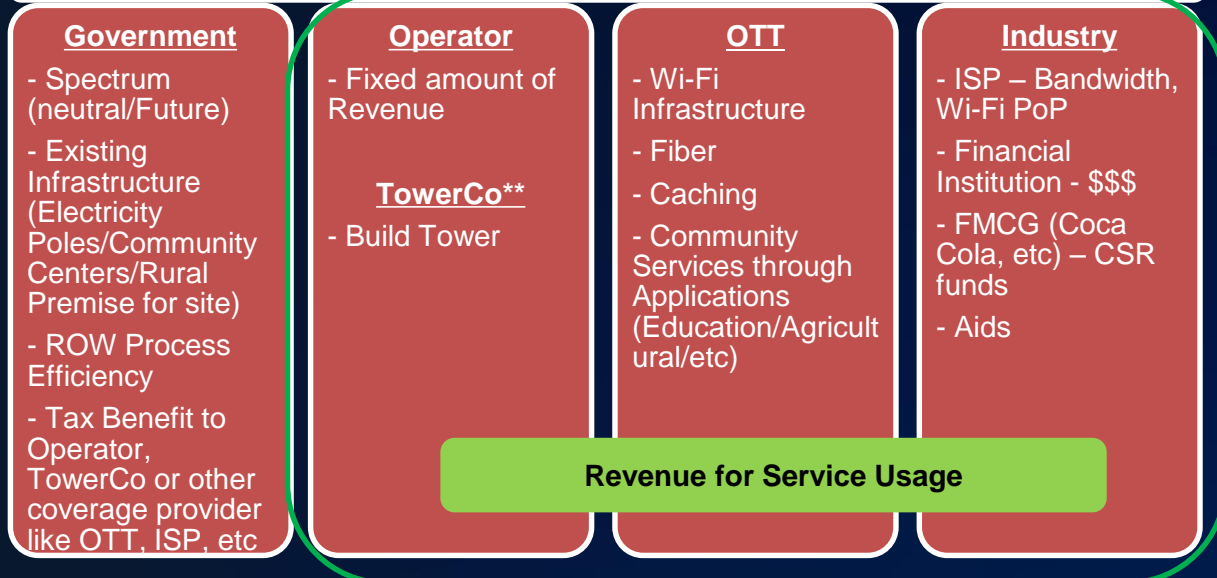 Government
- Spectrum
(neutral/Future)
- Existing
Infrastructure
(Electricity
Poles/Community
Centers/Rural
Premise for site)
- ROW Process
Efficiency
- Tax Benefit to
Operator,
TowerCo or other
coverage provider
like OTT, ISP, etc
Operator
- Fixed amount of
Revenue
TowerCo**
- Build Tower
OTT
- Wi-Fi
Infrastructure
- Fiber
- Caching
- Community
Services through
Applications
(Education/Agricult
ural/etc)
Industry
- ISP – Bandwidth,
Wi-Fi PoP
- Financial
Institution - $$$
- FMCG (Coca
Cola, etc) – CSR
funds
- Aids
Revenue for Service Usage